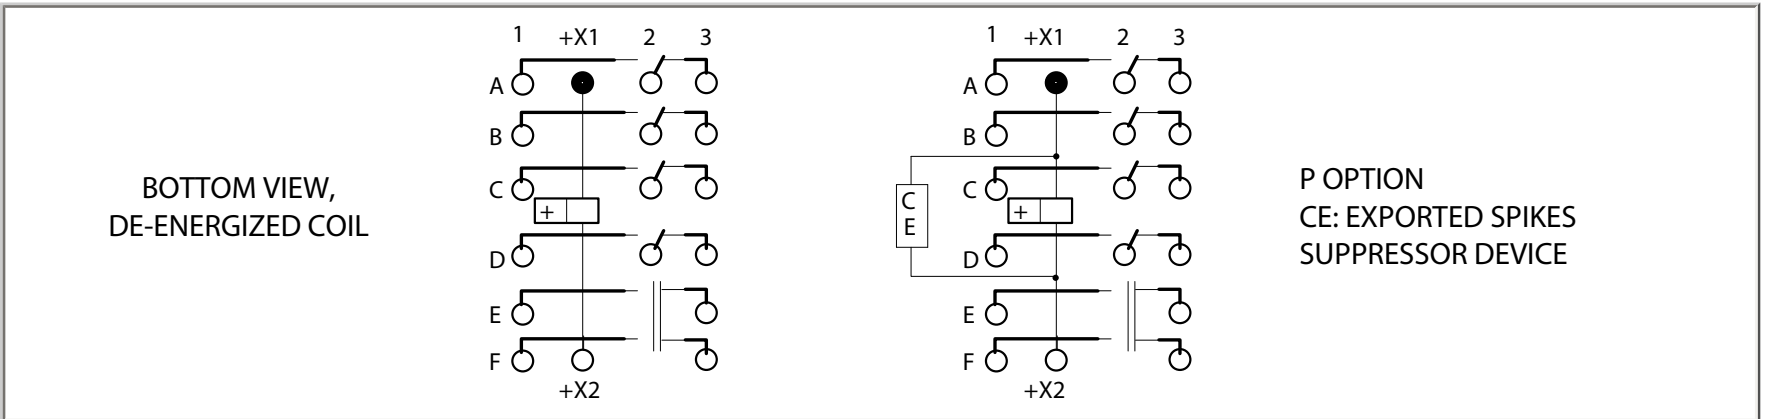 1 +X1 2 3
A
B
C
+
D
E
F
+X2
BOTTOM VIEW,
DE-ENERGIZED COIL
1 +X1 2 3
A
B
C
C
E
+
D
E
F
+X2
P OPTION
CE: EXPORTED SPIKES
SUPPRESSOR DEVICE